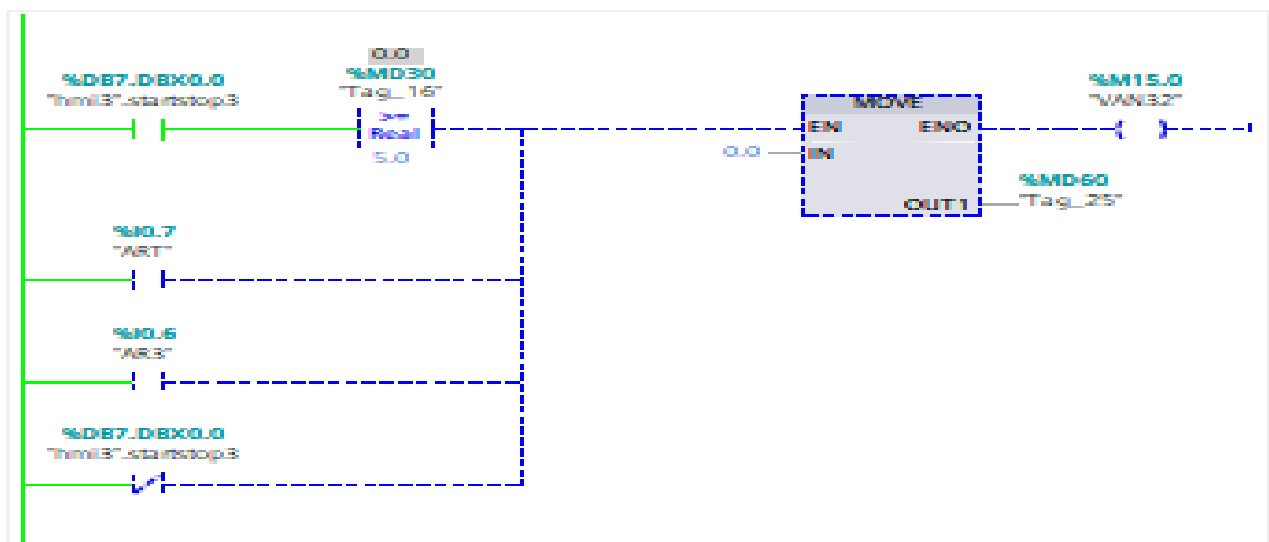 0.0
%DB7.DBX0.0
%MD30
%M15.0
"hmi3".startstop3
"Tag_16"
MOVE
"VAN32"
>=
Real
EN
ENO
5.0
0.0
IN
%MD60
OUT1
"Tag_25"
%I0.7
"ART"
%I0.6
"AR3"
%DB7.DBX0.0
"hmi3".startstop3